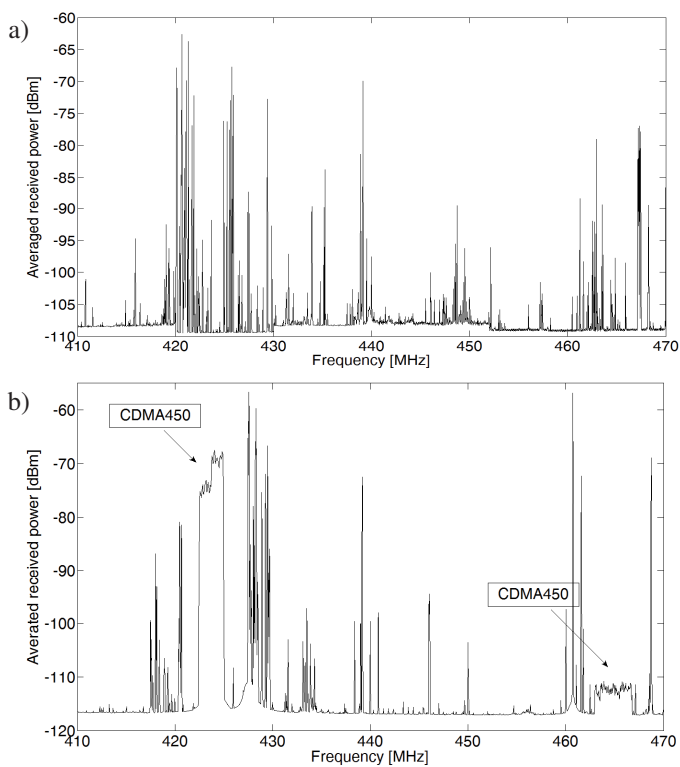 a)
Averaged received power [dBm]
-60
-65
-70
-75
-80
-85
-90
-95
-100
-105
-110
410 420 430 440 450 460 470
Frequency [MHz]
b)
Averated received power [dBm]
-60
-70
-80
-90
-100
-110
-120
CDMA450
CDMA450
410 420 430 440 450 460 470
Frequency [MHz]